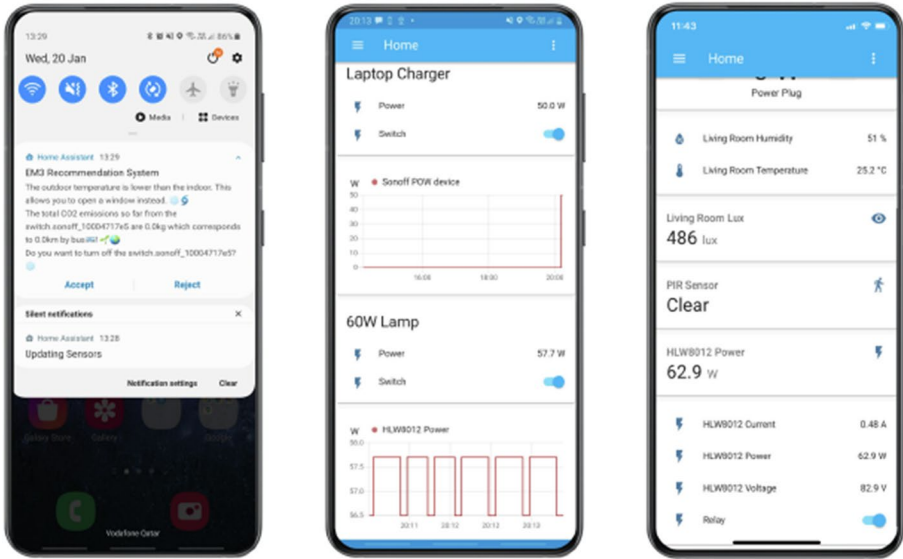 13:29
86%
Wed, 20 Jan
Media
Devices
Home Assistant 13:29
EM3 Recommendation System
The outdoor temperature is lower than the indoor. This
allows you to open a window instead.
The total CO2 emissions so far from the
switch.sonoff_10004717e5 are 0.0kg which corresponds
to 0.0km by bus
Do you want to turn off the switch.sonoff_10004717e5?
Accept
Reject
Silent notifications
Home Assistant 13:28
Updating Sensors
Notification settings
Clear
Galaxy Store
Gallery
Vodafone Qatar
20:13
Home
Laptop Charger
Power
50.0 W
Switch
W
Sonoff POW device
50
40
30
20
10
0
16:00
18:00
20:00
60W Lamp
Power
57.7 W
Switch
W
HLW8012 Power
58.0
57.5
57.0
56.5
20:11
20:12
20:13
20:13
11:43
Home
Power Plug
Living Room Humidity
51 %
Living Room Temperature
25.2 °C
Living Room Lux
486 lux
PIR Sensor
Clear
HLW8012 Power
62.9 W
HLW8012 Current
0.48 A
HLW8012 Power
62.9 W
HLW8012 Voltage
82.9 V
Relay